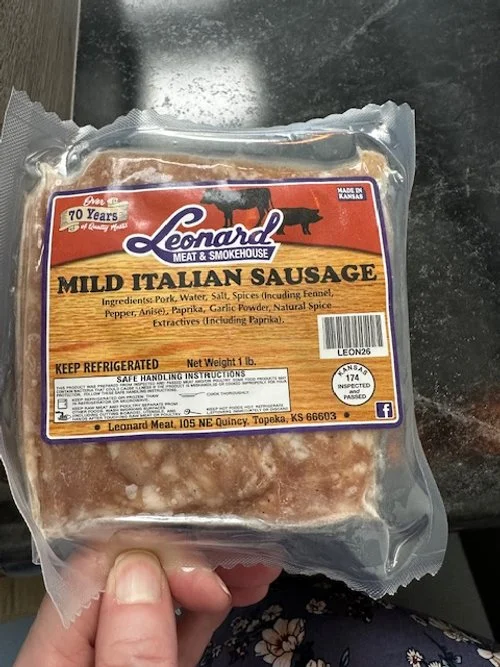 Over
70 Years
of Quality Meats
MADE IN
KANSAS
Leonard
MEAT & SMOKEHOUSE
MILD ITALIAN SAUSAGE
Ingredients: Pork, Water, Salt, Spices (Incuding Fennel,
Pepper, Anise), Paprika, Garlic Powder, Natural Spice
Extractives (Including Paprika).
LEON26
KEEP REFRIGERATED Net Weight 1 lb.
SAFE HANDLING INSTRUCTIONS
KANSAS
174
INSPECTED
and
PASSED
f
Leonard Meat, 105 NE Quincy, Topeka, KS 66603